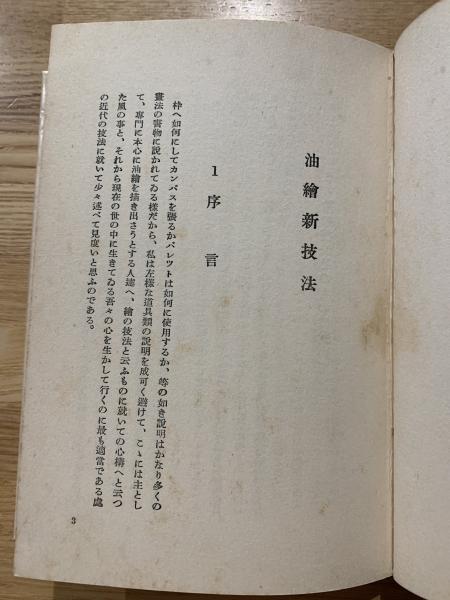 油繪新技法
1 序言
枠へ如何にしてカンバスを張るかパレツトは如何に使用するか、等の如き說明はかなり多くの
畫法の書物に說かれてゐる樣だから、私は左樣な道具類の說明を成可く避けて、こゝには主とし
て、專門に本心に油繪を描き出さうとする人達へ、繪の技法と云ふものに就いての心構へと云つ
た風の事と、それから現在の世の中に生きてゐる吾々の心を生かして行くのに最も適當である處
の近代の技法に就いて少々述べて見度いと思ふのである。
3